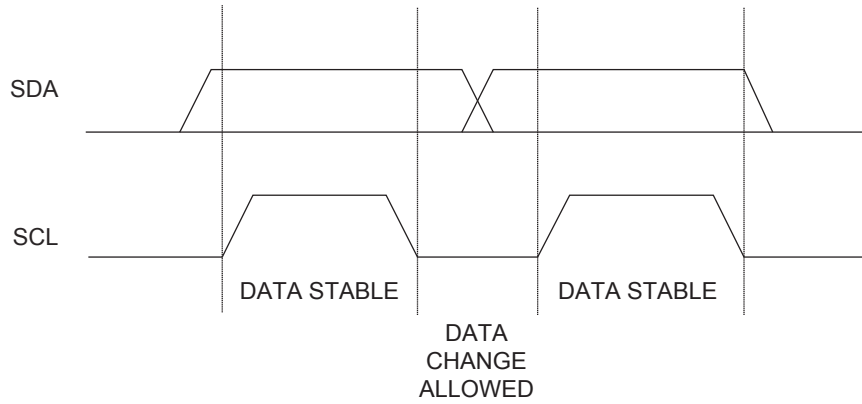 SDA
SCL
DATA STABLE
DATA STABLE
DATA
CHANGE
ALLOWED